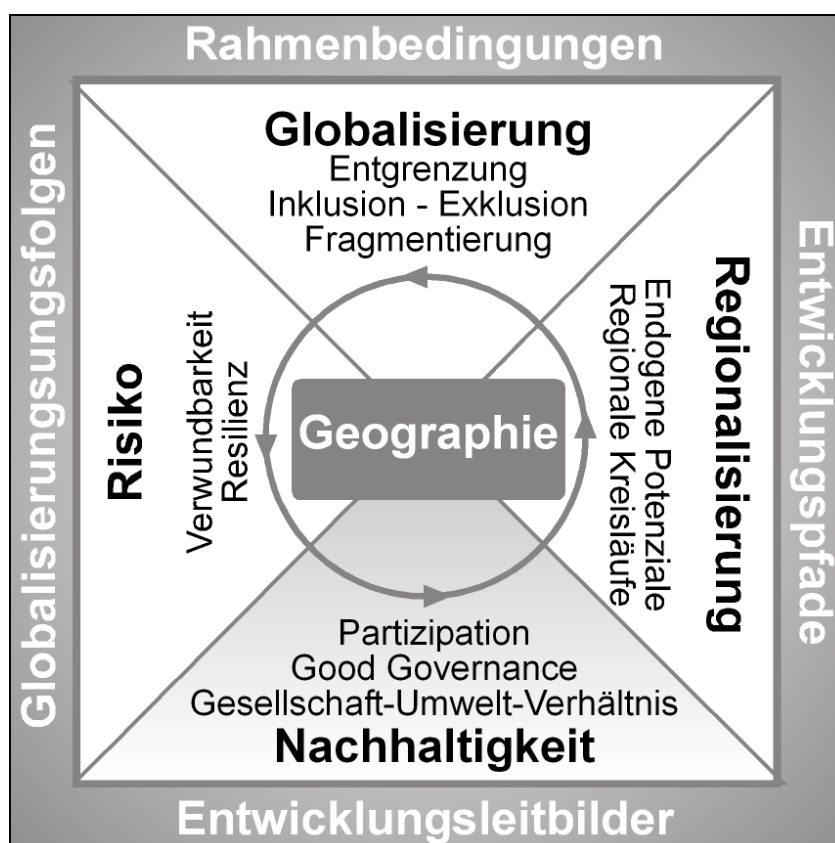 Rahmenbedingungen
Globalisierung
Entgrenzung
Inklusion - Exklusion
Fragmentierung
Globalisierungsungsfolgen
Risiko
Verwundbarkeit
Resilienz
Geographie
Endogene Potenziale
Regionale Kreisläufe
Regionalisierung
Entwicklungspfade
Partizipation
Good Governance
Gesellschaft-Umwelt-Verhältnis
Nachhaltigkeit
Entwicklungsleitbilder